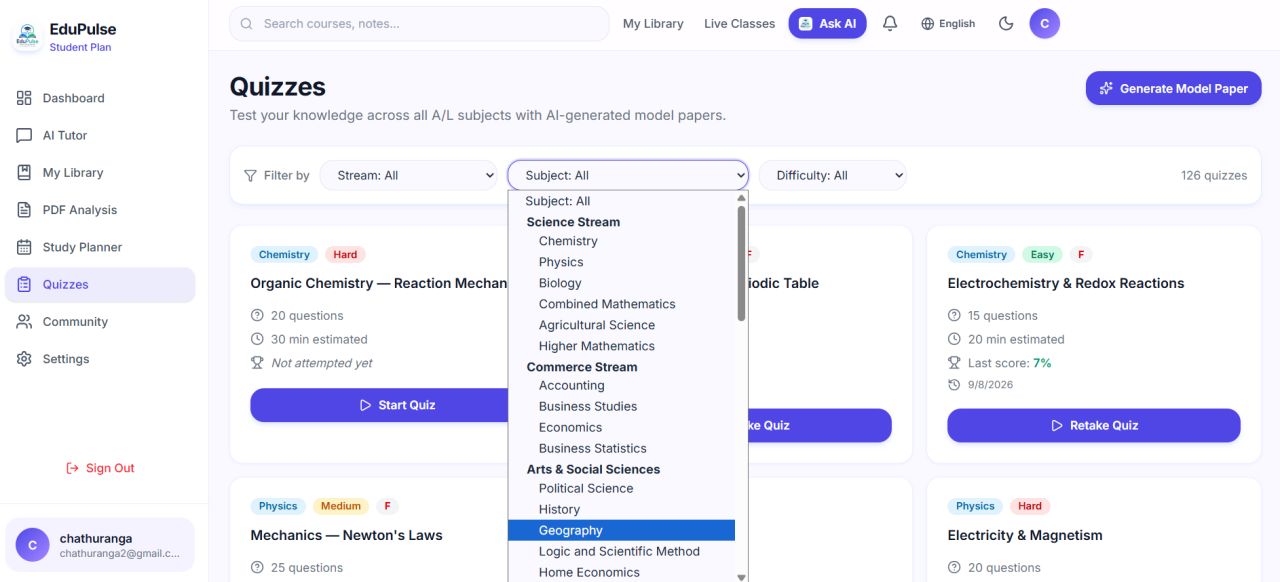 EduPulse
Student Plan
Search courses, notes...
My Library
Live Classes
Ask AI
English
C
Dashboard
AI Tutor
My Library
PDF Analysis
Study Planner
Quizzes
Community
Settings
Sign Out
C
chathuranga
chathuranga2@gmail.c...
Quizzes
Test your knowledge across all A/L subjects with AI-generated model papers.
Generate Model Paper
Filter by
Stream: All
Subject: All
Difficulty: All
126 quizzes
Subject: All
Science Stream
Chemistry
Physics
Biology
Combined Mathematics
Agricultural Science
Higher Mathematics
Commerce Stream
Accounting
Business Studies
Economics
Business Statistics
Arts & Social Sciences
Political Science
History
Geography
Logic and Scientific Method
Home Economics
Chemistry Hard
Organic Chemistry — Reaction Mechan
20 questions
30 min estimated
Not attempted yet
Start Quiz
F
iodic Table
ke Quiz
Chemistry Easy F
Electrochemistry & Redox Reactions
15 questions
20 min estimated
Last score: 7%
9/8/2026
Retake Quiz
Physics Medium F
Mechanics — Newton's Laws
25 questions
Physics Hard
Electricity & Magnetism
20 questions